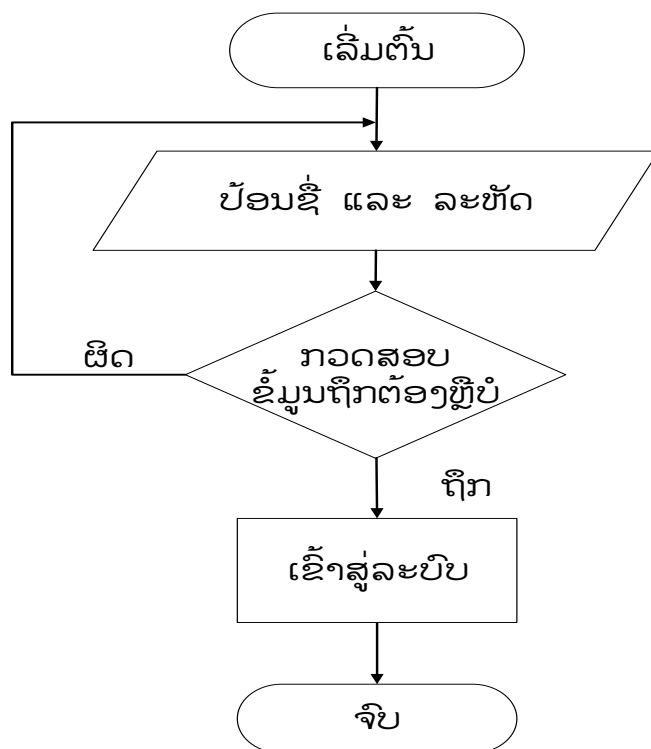 ເລີ່ມຕົ້ນ
ປ້ອນຊື່ ແລະ ລະຫັດ
ຜິດ
ກວດສອບ
ຂໍ້ມູນຖືກຕ້ອງຫຼືບໍ່
ຖືກ
ເຂົ້າສູ່ລະບົບ
ຈົບ